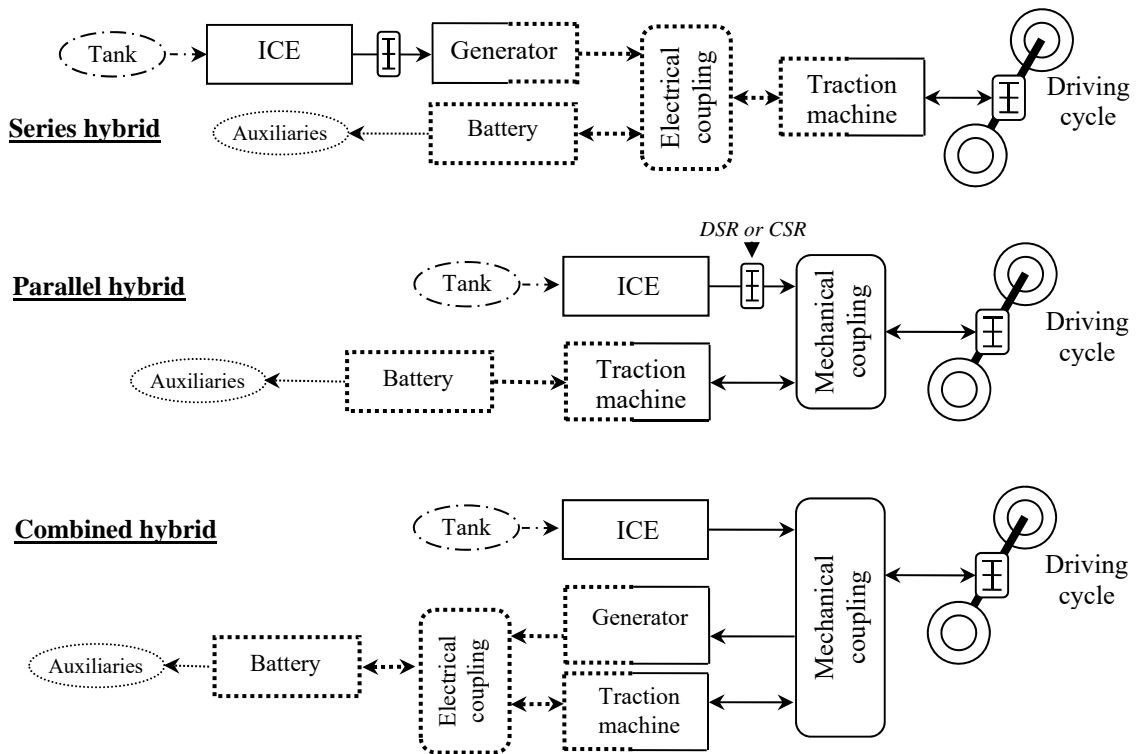 Tank
ICE
Generator
Electrical
coupling
Traction
machine
Driving
cycle
Series hybrid
Auxiliaries
Battery
DSR or CSR
Parallel hybrid
Tank
ICE
Mechanical
coupling
Driving
cycle
Auxiliaries
Battery
Traction
machine
Combined hybrid
Tank
ICE
Mechanical
coupling
Driving
cycle
Generator
Auxiliaries
Battery
Electrical
coupling
Traction
machine